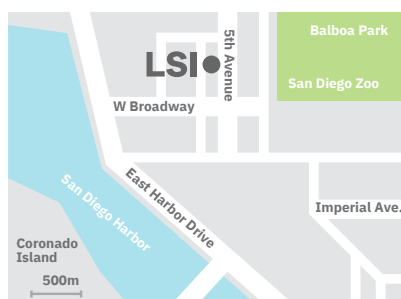 Balboa Park
San Diego Zoo
LSI
5th Avenue
W Broadway
East Harbor Drive
San Diego Harbor
Imperial Ave.
Coronado
Island
500m